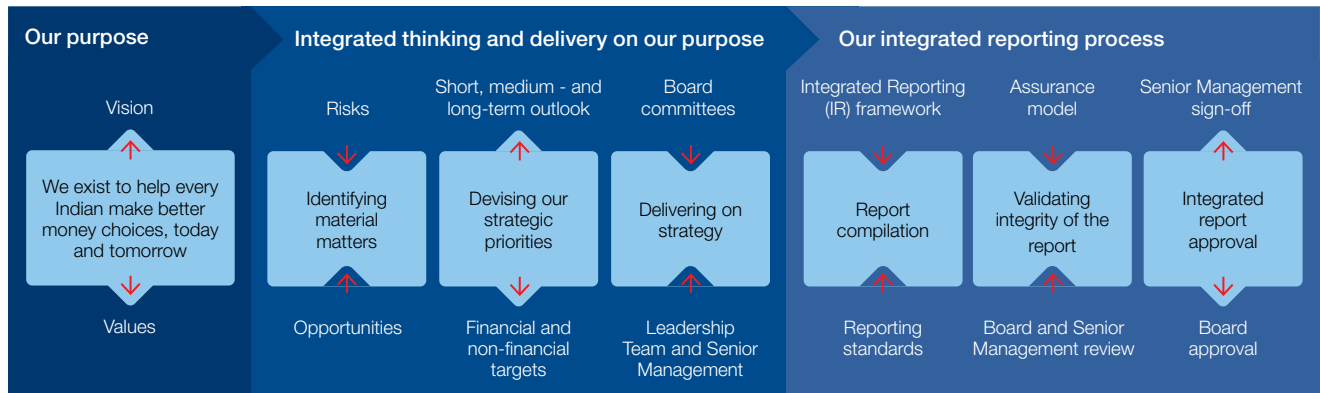 Our purpose
Vision
We exist to help every
Indian make better
money choices, today
and tomorrow
Values
Integrated thinking and delivery on our purpose
Risks
Identifying
material
matters
Opportunities
Short, medium - and
long-term outlook
Devising our
strategic
priorities
Financial and
non-financial
targets
Board
committees
Delivering on
strategy
Leadership
Team and Senior
Management
Our integrated reporting process
Integrated Reporting
(IR) framework
Report
compilation
Reporting
standards
Assurance
model
Validating
integrity of the
report
Board and Senior
Management review
Senior Management
sign-off
Integrated
report
approval
Board
approval